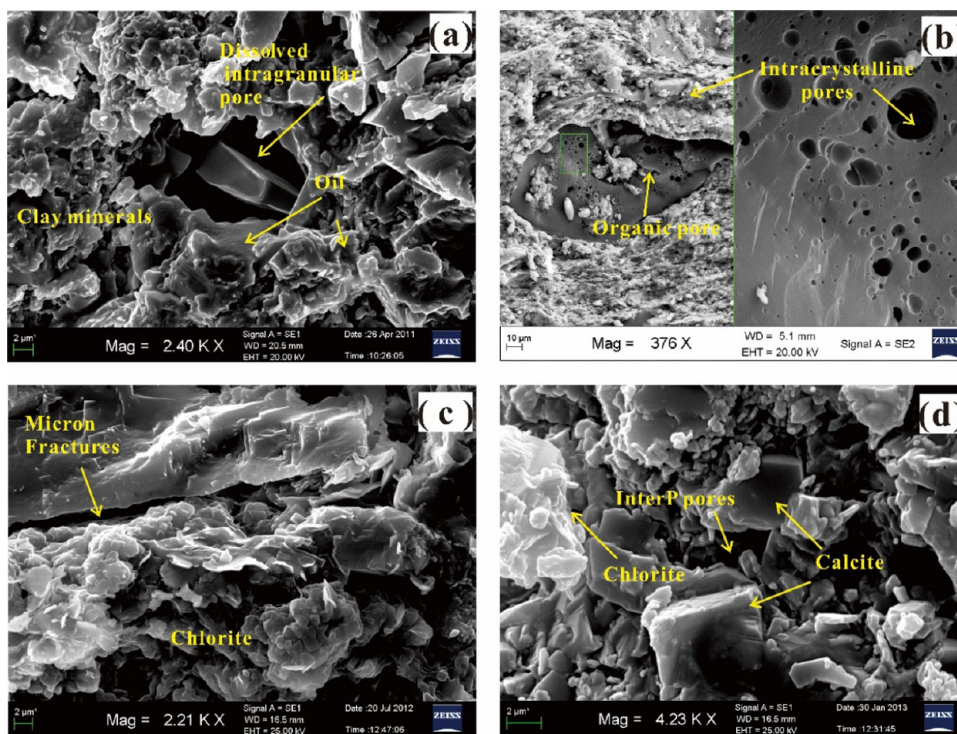 (a)
Dissolved
intragranular
pore
Oil
Clay minerals
2 µm
Mag = 2.40 K X
Signal A = SE1
WD = 20.5 mm
EHT = 20.00 kV
Date :26 Apr 2011
Time :10:26:05
ZEISS
(b)
Intracrystalline
pores
Organic pore
10 µm
Mag = 376 X
WD = 5.1 mm
EHT = 20.00 kV
Signal A = SE2
ZEISS
(c)
Micron
Fractures
Chlorite
2 µm
Mag = 2.21 K X
Signal A = SE1
WD = 16.5 mm
EHT = 25.00 kV
Date :20 Jul 2012
Time :12:47:06
ZEISS
(d)
InterP pores
Chlorite
Calcite
2 µm
Mag = 4.23 K X
Signal A = SE1
WD = 16.5 mm
EHT = 25.00 kV
Date :30 Jan 2013
Time :12:31:45
ZEISS